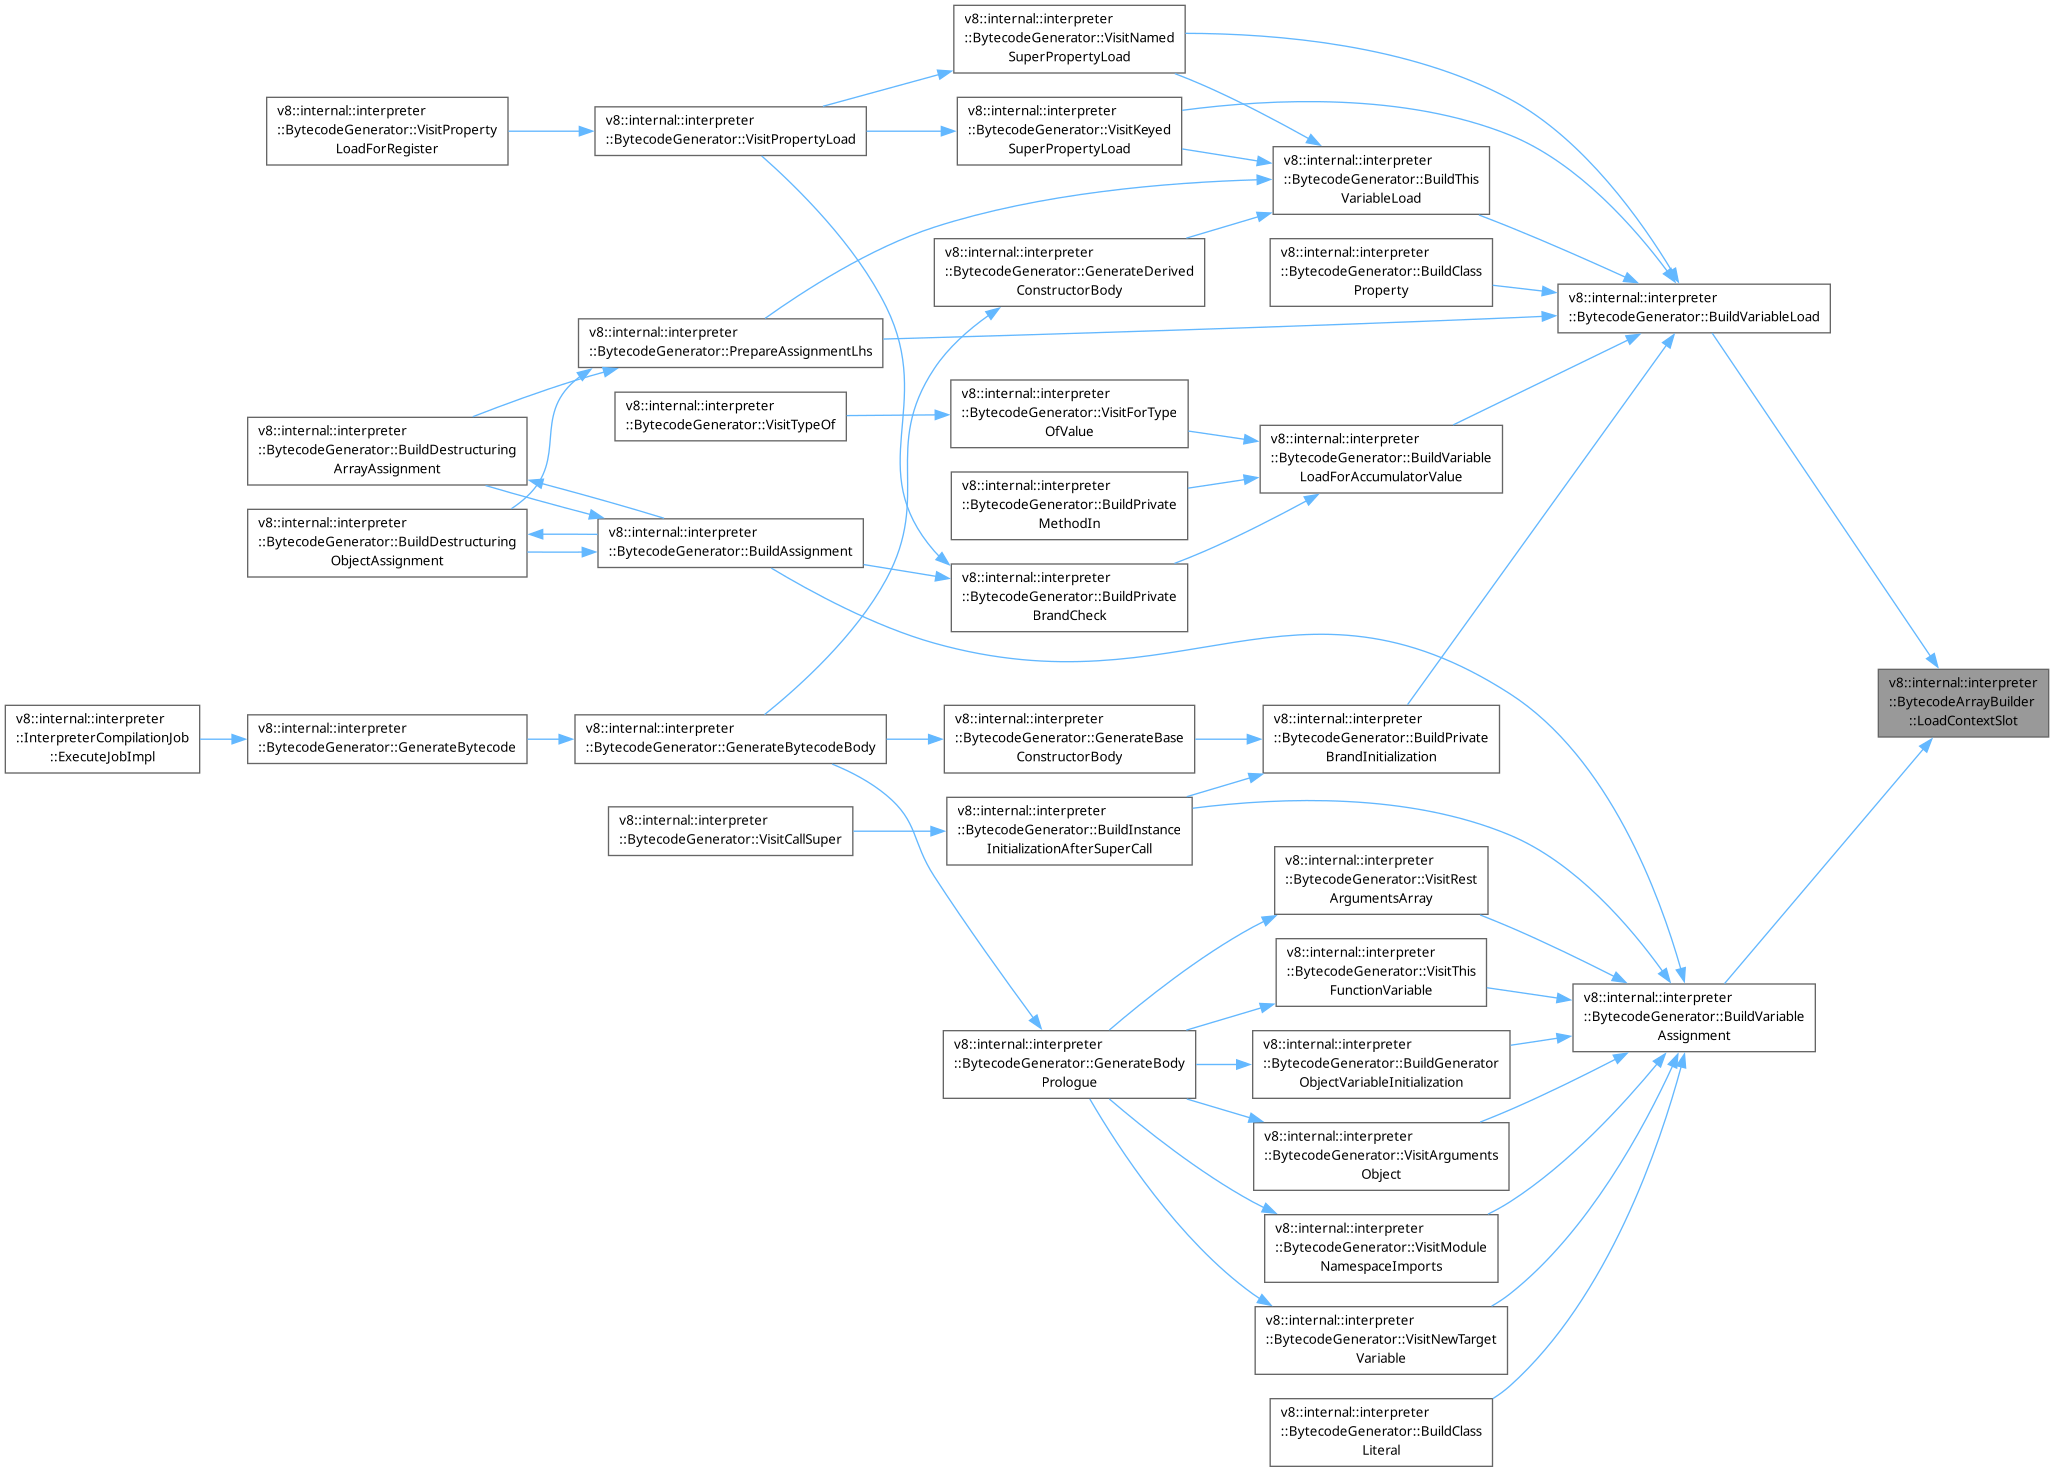 v8::internal::interpreter
::BytecodeGenerator::VisitNamed
SuperPropertyLoad
v8::internal::interpreter
::BytecodeGenerator::VisitProperty
LoadForRegister
v8::internal::interpreter
::BytecodeGenerator::VisitPropertyLoad
v8::internal::interpreter
::BytecodeGenerator::VisitKeyed
SuperPropertyLoad
v8::internal::interpreter
::BytecodeGenerator::BuildThis
VariableLoad
v8::internal::interpreter
::BytecodeGenerator::GenerateDerived
ConstructorBody
v8::internal::interpreter
::BytecodeGenerator::BuildClass
Property
v8::internal::interpreter
::BytecodeGenerator::BuildVariableLoad
v8::internal::interpreter
::BytecodeGenerator::PrepareAssignmentLhs
v8::internal::interpreter
::BytecodeGenerator::VisitTypeOf
v8::internal::interpreter
::BytecodeGenerator::VisitForType
OfValue
v8::internal::interpreter
::BytecodeGenerator::BuildDestructuring
ArrayAssignment
v8::internal::interpreter
::BytecodeGenerator::BuildVariable
LoadForAccumulatorValue
v8::internal::interpreter
::BytecodeGenerator::BuildPrivate
MethodIn
v8::internal::interpreter
::BytecodeGenerator::BuildDestructuring
ObjectAssignment
v8::internal::interpreter
::BytecodeGenerator::BuildAssignment
v8::internal::interpreter
::BytecodeGenerator::BuildPrivate
BrandCheck
v8::internal::interpreter
::BytecodeArrayBuilder
::LoadContextSlot
v8::internal::interpreter
::InterpreterCompilationJob
::ExecuteJobImpl
v8::internal::interpreter
::BytecodeGenerator::GenerateBytecode
v8::internal::interpreter
::BytecodeGenerator::GenerateBytecodeBody
v8::internal::interpreter
::BytecodeGenerator::GenerateBase
ConstructorBody
v8::internal::interpreter
::BytecodeGenerator::BuildPrivate
BrandInitialization
v8::internal::interpreter
::BytecodeGenerator::VisitCallSuper
v8::internal::interpreter
::BytecodeGenerator::BuildInstance
InitializationAfterSuperCall
v8::internal::interpreter
::BytecodeGenerator::VisitRest
ArgumentsArray
v8::internal::interpreter
::BytecodeGenerator::VisitThis
FunctionVariable
v8::internal::interpreter
::BytecodeGenerator::BuildVariable
Assignment
v8::internal::interpreter
::BytecodeGenerator::GenerateBody
Prologue
v8::internal::interpreter
::BytecodeGenerator::BuildGenerator
ObjectVariableInitialization
v8::internal::interpreter
::BytecodeGenerator::VisitArguments
Object
v8::internal::interpreter
::BytecodeGenerator::VisitModule
NamespaceImports
v8::internal::interpreter
::BytecodeGenerator::VisitNewTarget
Variable
v8::internal::interpreter
::BytecodeGenerator::BuildClass
Literal